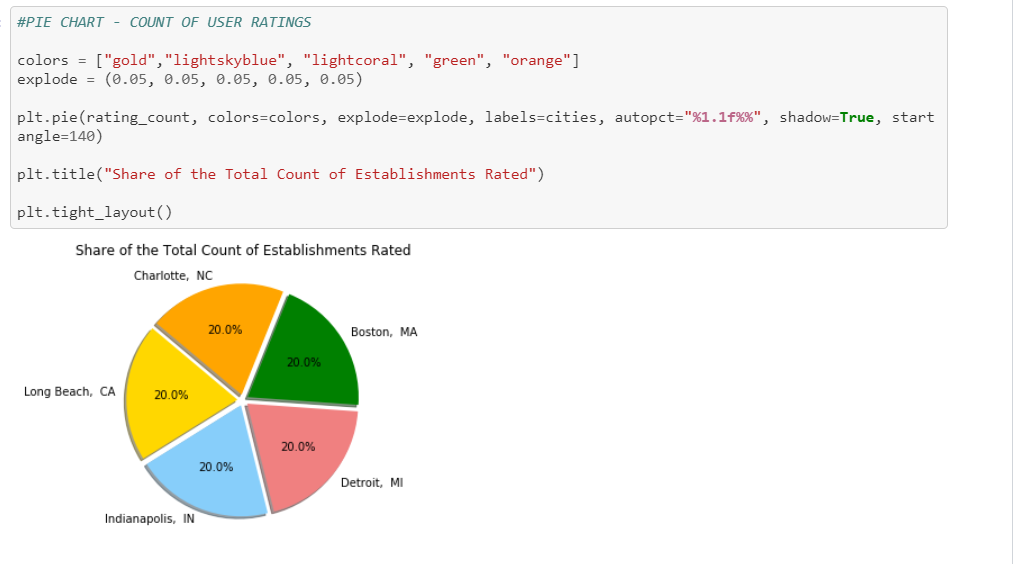 #PIE CHART - COUNT OF USER RATINGS
colors = ["gold","lightskyblue", "lightcoral", "green", "orange"]
explode = (0.05, 0.05, 0.05, 0.05, 0.05)
plt.pie(rating_count, colors=colors, explode=explode, labels=cities, autopct="%1.1f%%", shadow=True, start
angle=140)
plt.title("Share of the Total Count of Establishments Rated")
plt.tight_layout()
Share of the Total Count of Establishments Rated
Charlotte, NC
20.0%
Boston, MA
20.0%
Long Beach, CA
20.0%
20.0%
Detroit, MI
20.0%
Indianapolis, IN